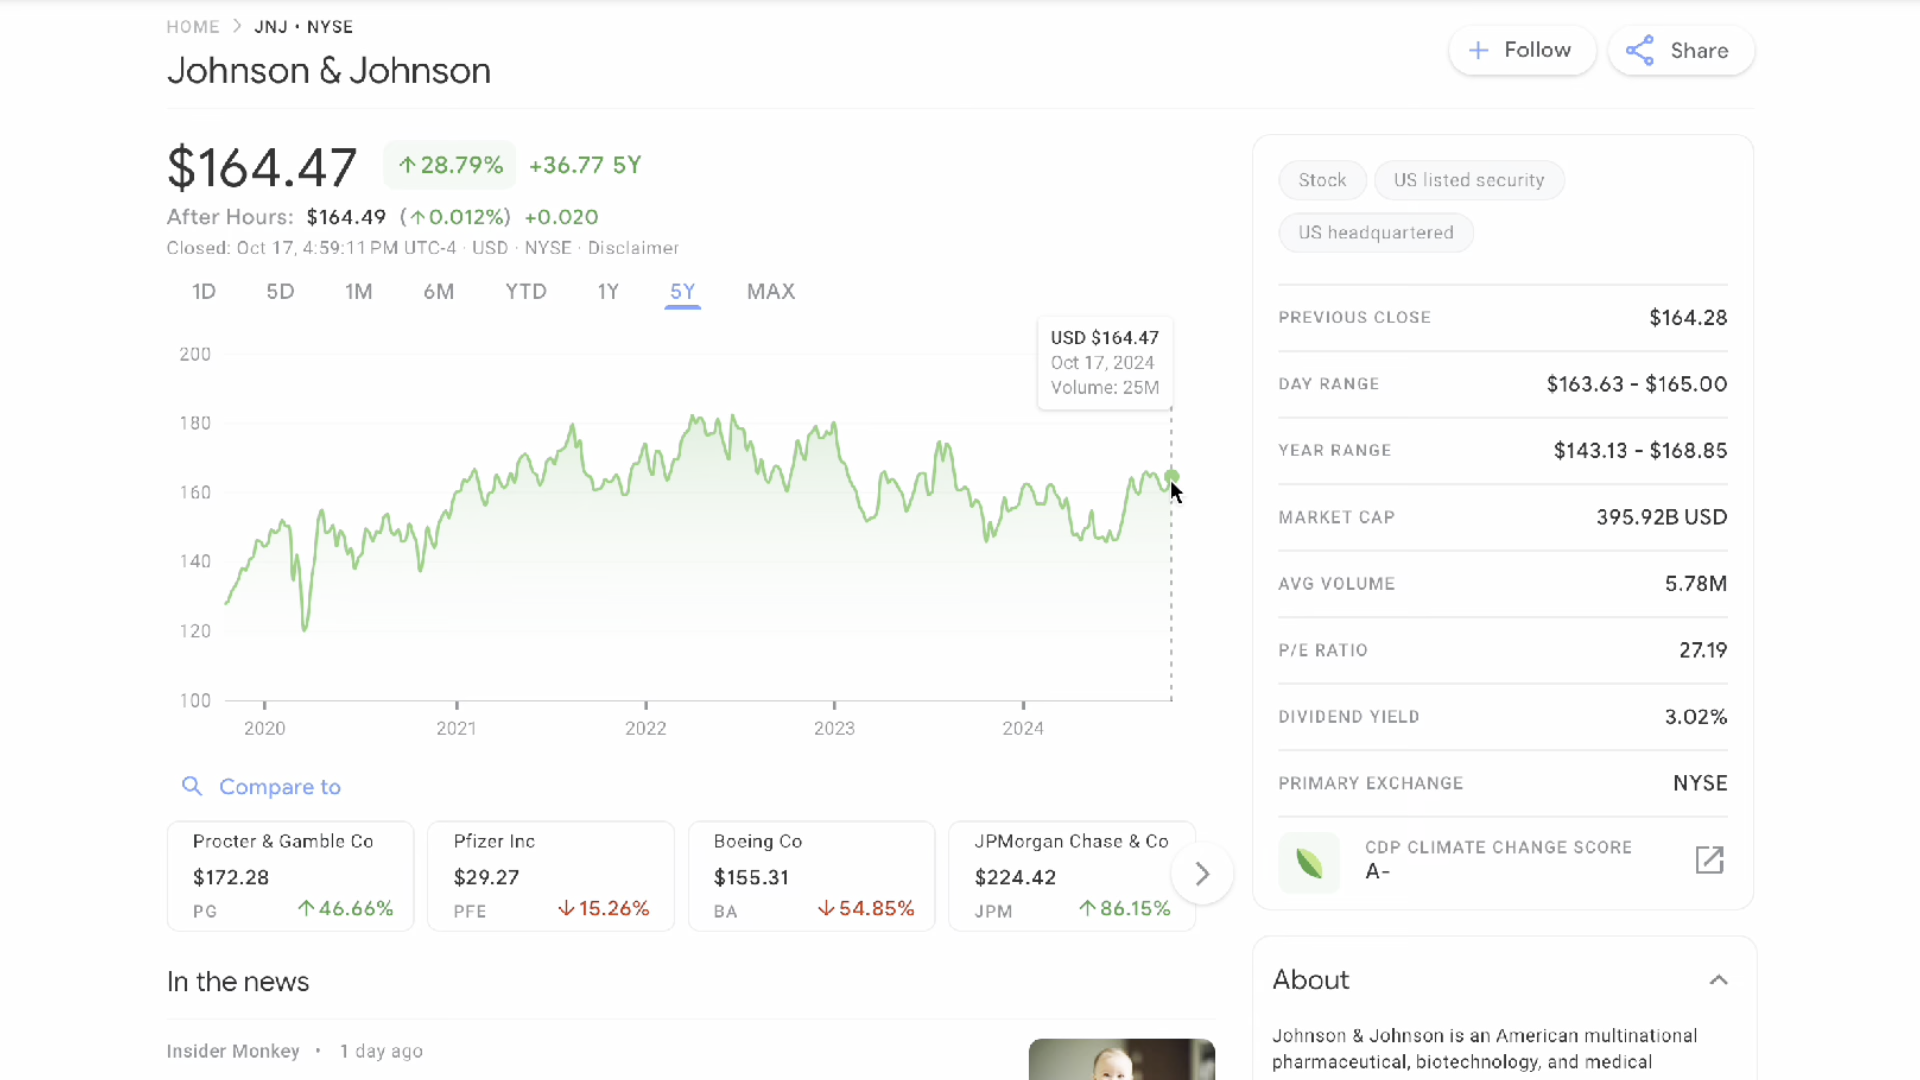 HOME > JNJ • NYSE
Johnson & Johnson
Follow
Share
$164.47 ↑28.79% +36.77 5Y
After Hours: $164.49 (↑0.012%) +0.020
Closed: Oct 17, 4:59:11 PM UTC-4 · USD · NYSE · Disclaimer
1D 5D 1M 6M YTD 1Y 5Y MAX
USD $164.47
Oct 17, 2024
Volume: 25M
200
180
160
140
120
100
2020 2021 2022 2023 2024
Compare to
Procter & Gamble Co
$172.28
PG ↑46.66%
Pfizer Inc
$29.27
PFE ↓15.26%
Boeing Co
$155.31
BA ↓54.85%
JPMorgan Chase & Co
$224.42
JPM ↑86.15%
In the news
Insider Monkey • 1 day ago
Stock US listed security
US headquartered
PREVIOUS CLOSE $164.28
DAY RANGE $163.63 - $165.00
YEAR RANGE $143.13 - $168.85
MARKET CAP 395.92B USD
AVG VOLUME 5.78M
P/E RATIO 27.19
DIVIDEND YIELD 3.02%
PRIMARY EXCHANGE NYSE
CDP CLIMATE CHANGE SCORE
A-
About
Johnson & Johnson is an American multinational
pharmaceutical, biotechnology, and medical